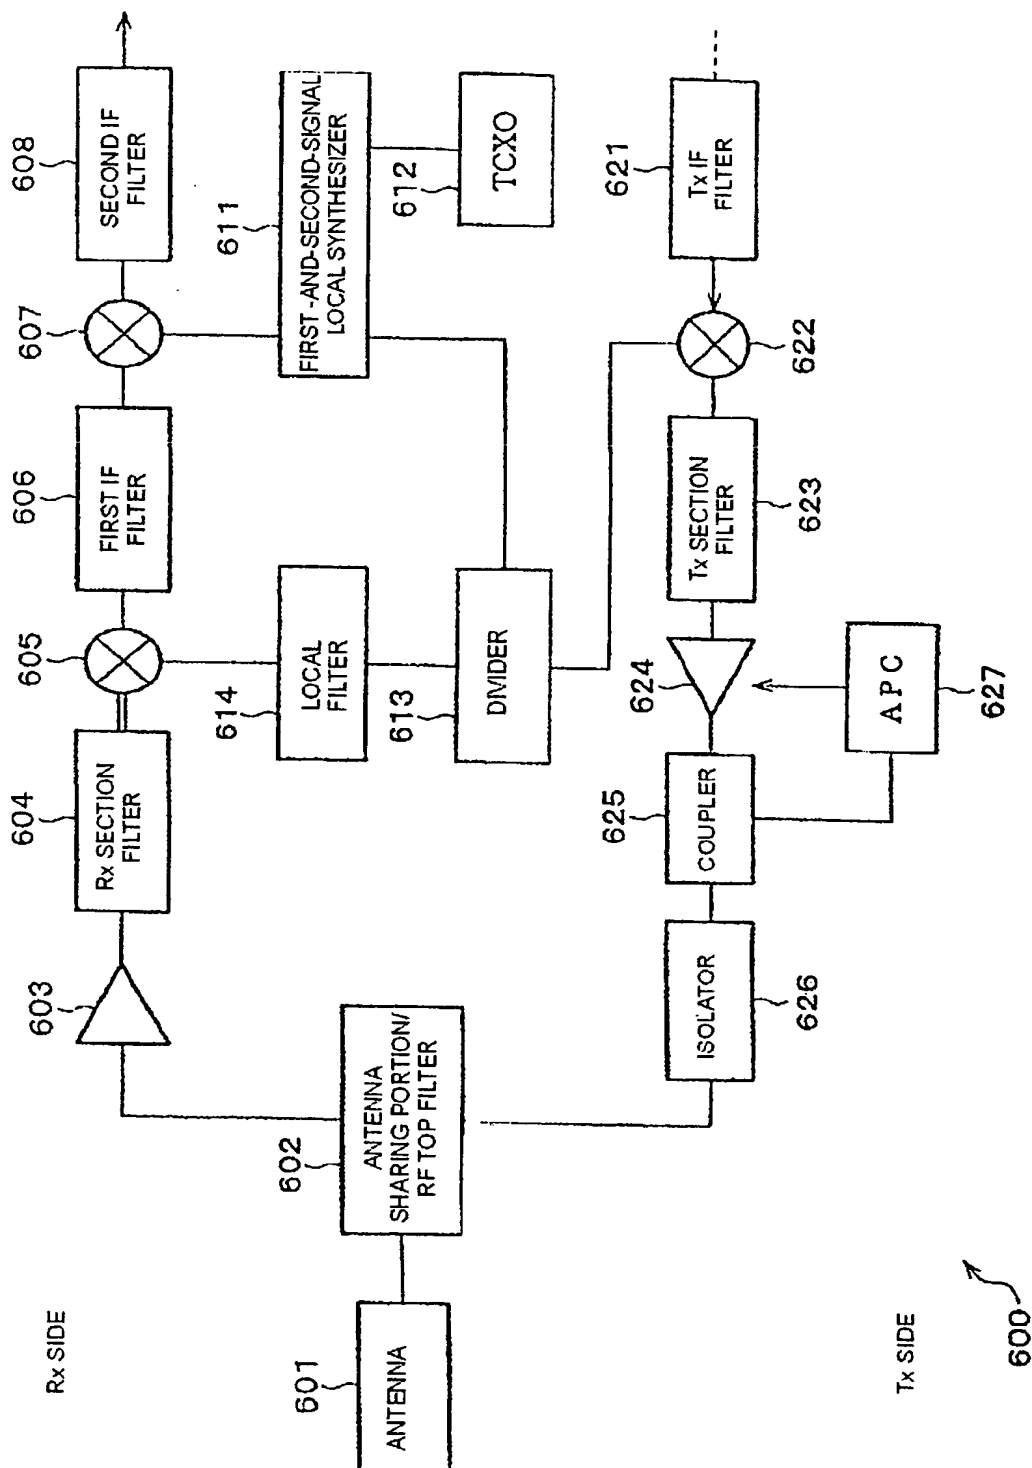 Rx SIDE
601
ANTENNA
602
ANTENNA
SHARING PORTION/
RF TOP FILTER
603
604
Rx SECTION
FILTER
605
606
FIRST IF
FILTER
607
608
SECOND IF
FILTER
611
FIRST-AND-SECOND-SIGNAL
LOCAL SYNTHESIZER
612
TCXO
614
LOCAL
FILTER
613
DIVIDER
621
Tx IF
FILTER
622
623
Tx SECTION
FILTER
624
625
COUPLER
626
ISOLATOR
627
APC
Tx SIDE
600